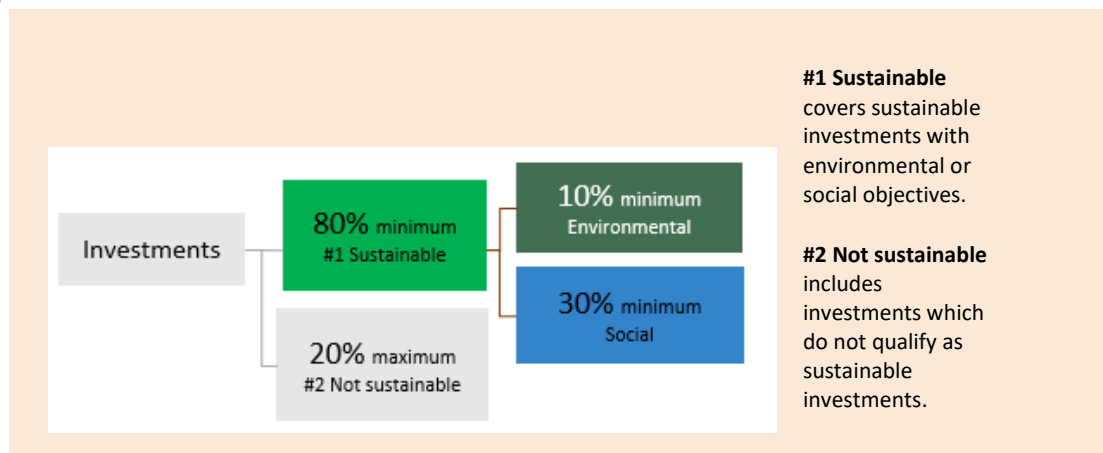 Investments
80% minimum
#1 Sustainable
20% maximum
#2 Not sustainable
10% minimum
Environmental
30% minimum
Social
#1 Sustainable
covers sustainable
investments with
environmental or
social objectives.
#2 Not sustainable
includes
investments which
do not qualify as
sustainable
investments.